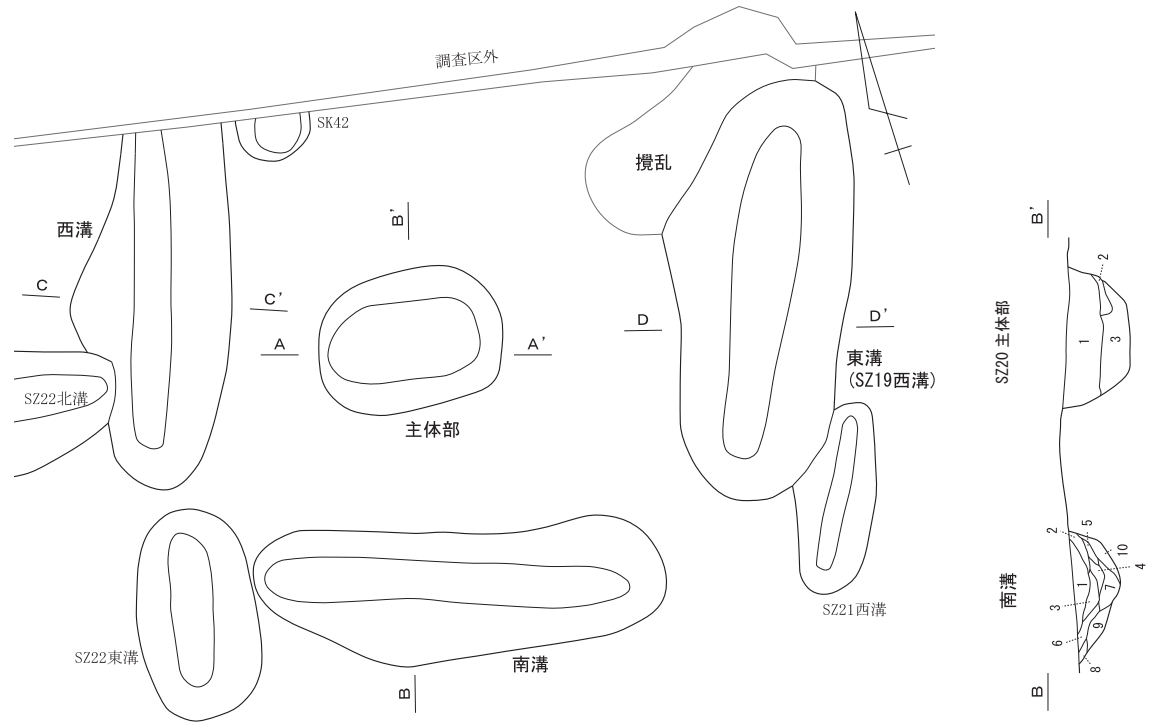 調査区外
SK42
攪乱
西溝
B'
B'
C
C'
D
D'
A
A'
東溝
(SZ19西溝)
SZ22北溝
主体部
SZ20 主体部
2
1
3
SZ22東溝
南溝
SZ21西溝
B
南溝
2
5
10
4
1
7
3
9
6
8
B